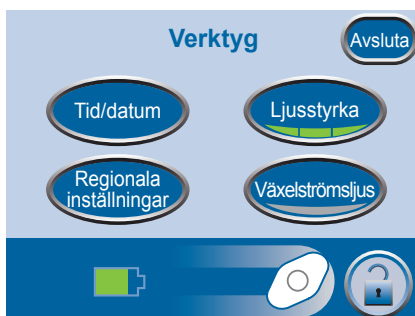 Verktyg
Avsluta
Tid/datum
Ljusstyrka
Regionala
inställningar
Växelströmsljus